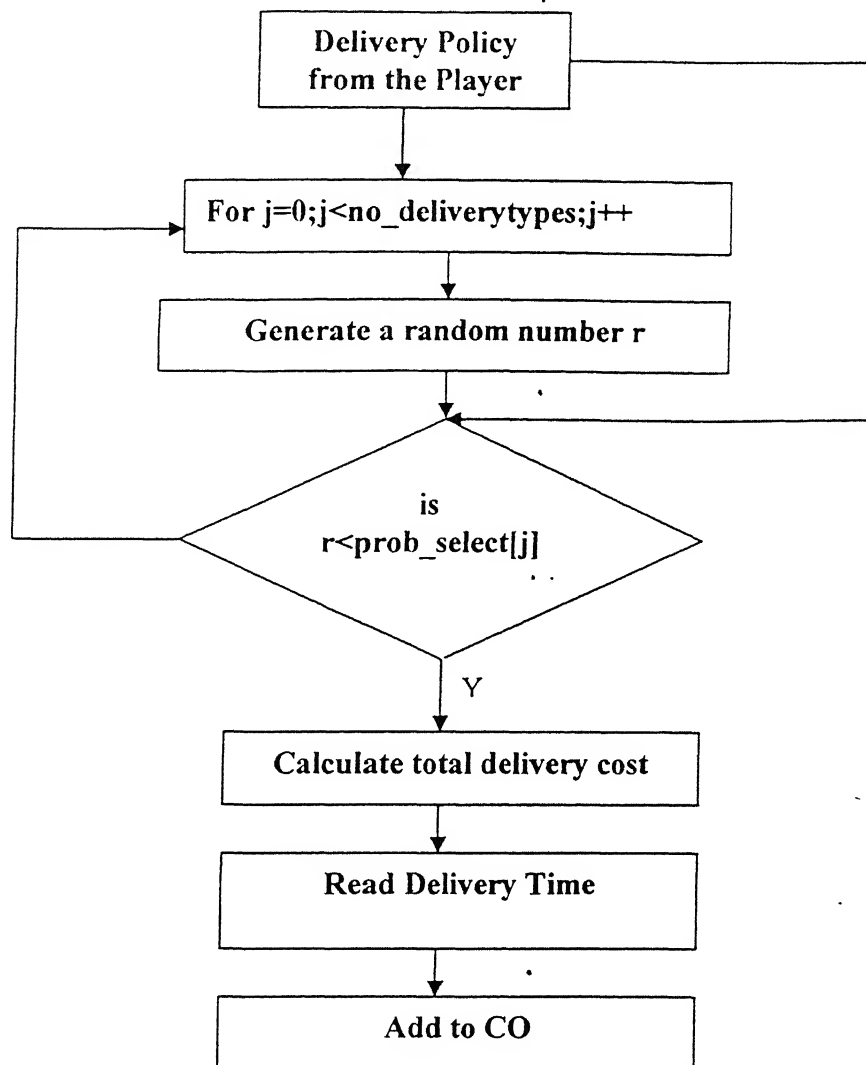 Delivery Policy
from the Player
For j=0;j<no_deliverytypes;j++
Generate a random number r
is
r<prob_select[j]
Y
Calculate total delivery cost
Read Delivery Time
Add to CO